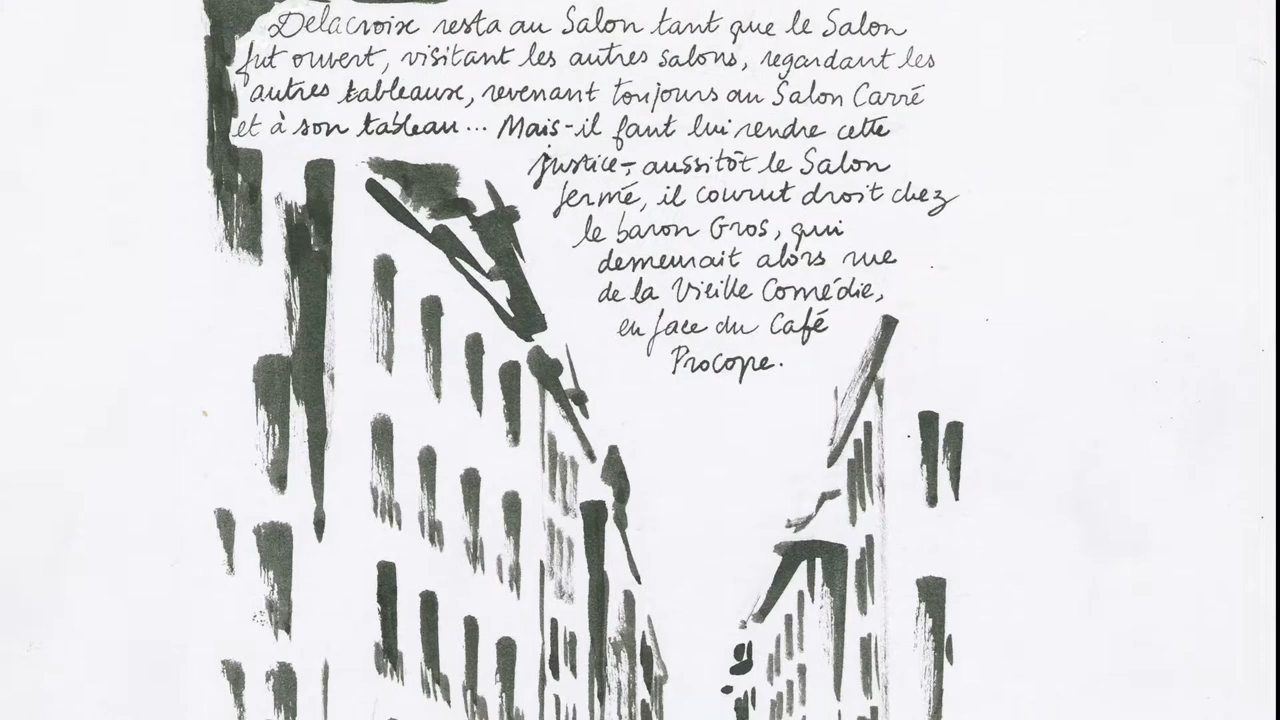 Delacroix resta au Salon tant que le Salon
fut ouvert, visitant les autres salons, regardant les
autres tableaux, revenant toujours au Salon Carré
et à son tableau... Mais - il faut lui rendre cette
justice -, aussitôt le Salon
fermé, il courut droit chez
le baron Gros, qui
demeurait alors rue
de la Vieille Comédie,
en face du Café
Procope.